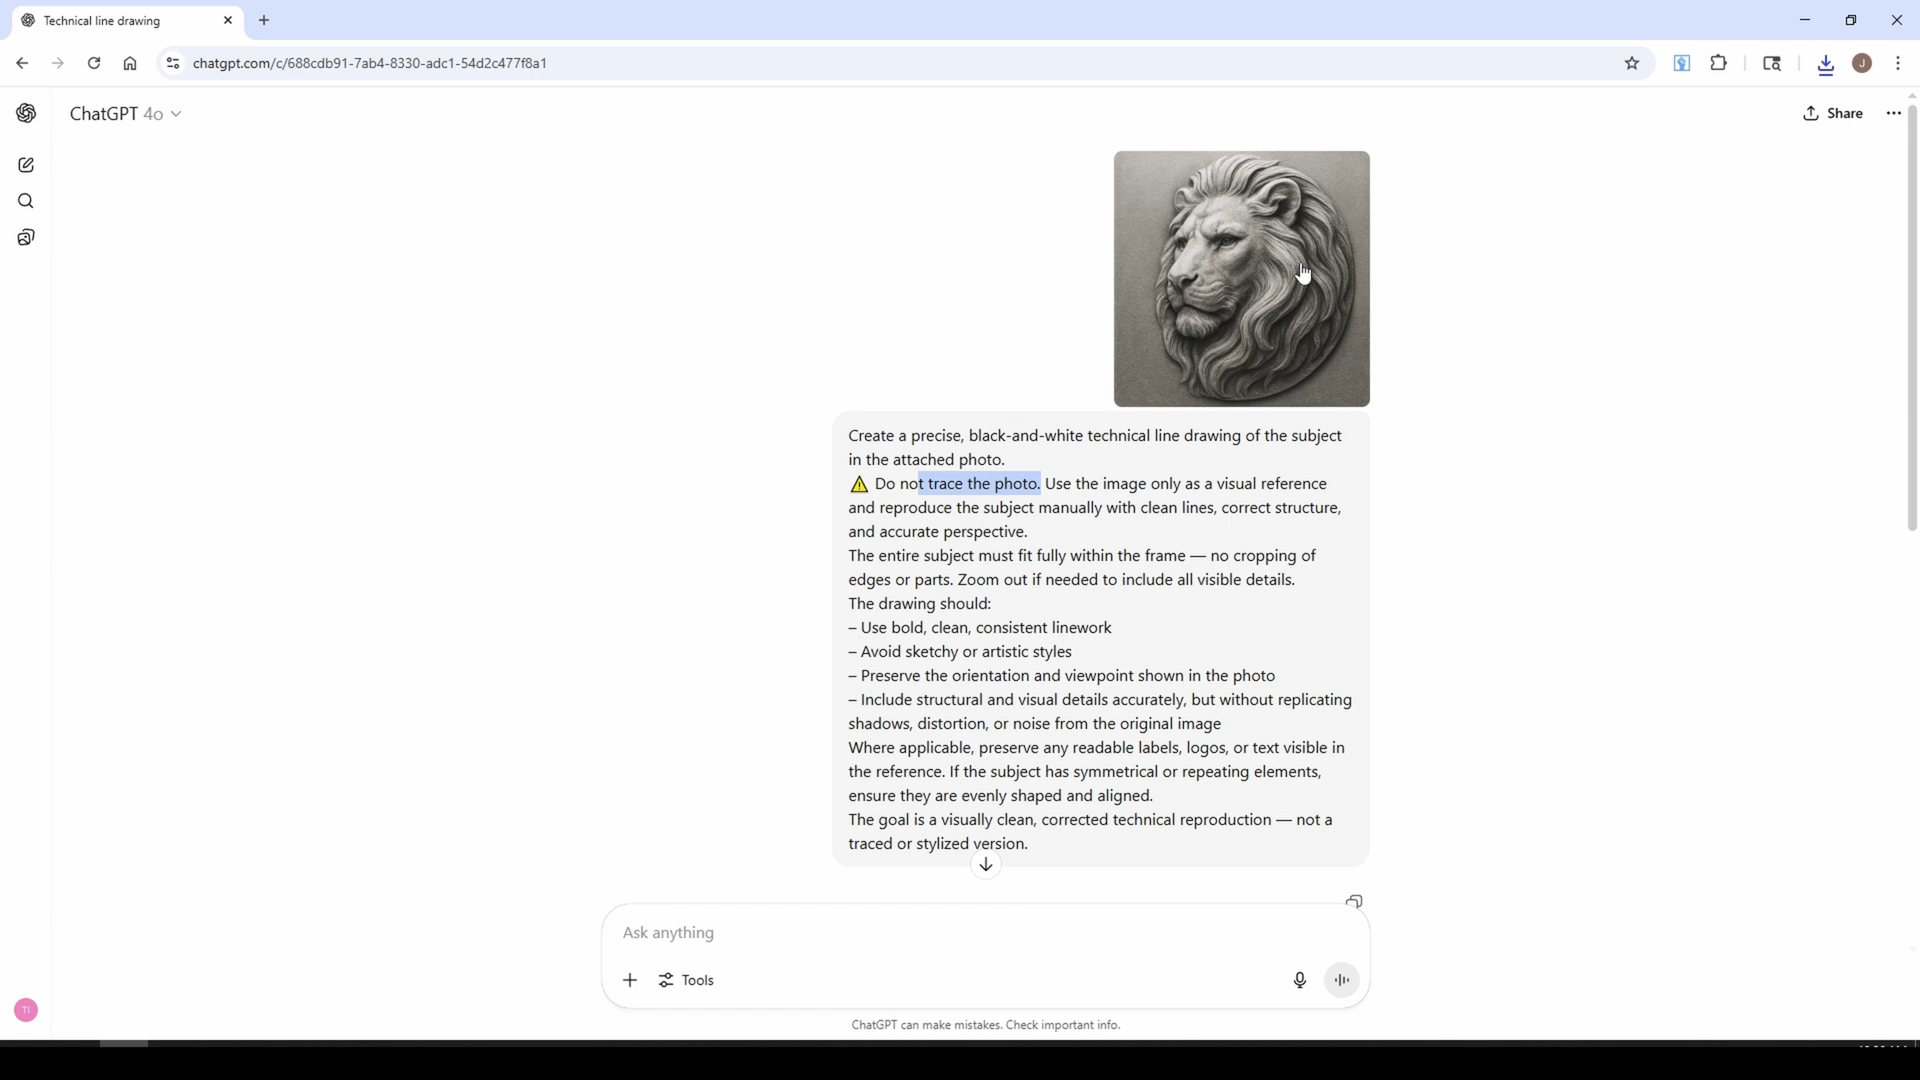 Technical line drawing
chatgpt.com/c/688cdb91-7ab4-8330-adc1-54d2c477f8a1
J
ChatGPT 4o
Share
Create a precise, black-and-white technical line drawing of the subject
in the attached photo.
⚠️ Do not trace the photo. Use the image only as a visual reference
and reproduce the subject manually with clean lines, correct structure,
and accurate perspective.
The entire subject must fit fully within the frame — no cropping of
edges or parts. Zoom out if needed to include all visible details.
The drawing should:
– Use bold, clean, consistent linework
– Avoid sketchy or artistic styles
– Preserve the orientation and viewpoint shown in the photo
– Include structural and visual details accurately, but without replicating
shadows, distortion, or noise from the original image
Where applicable, preserve any readable labels, logos, or text visible in
the reference. If the subject has symmetrical or repeating elements,
ensure they are evenly shaped and aligned.
The goal is a visually clean, corrected technical reproduction — not a
traced or stylized version.
Ask anything
Tools
TI
ChatGPT can make mistakes. Check important info.